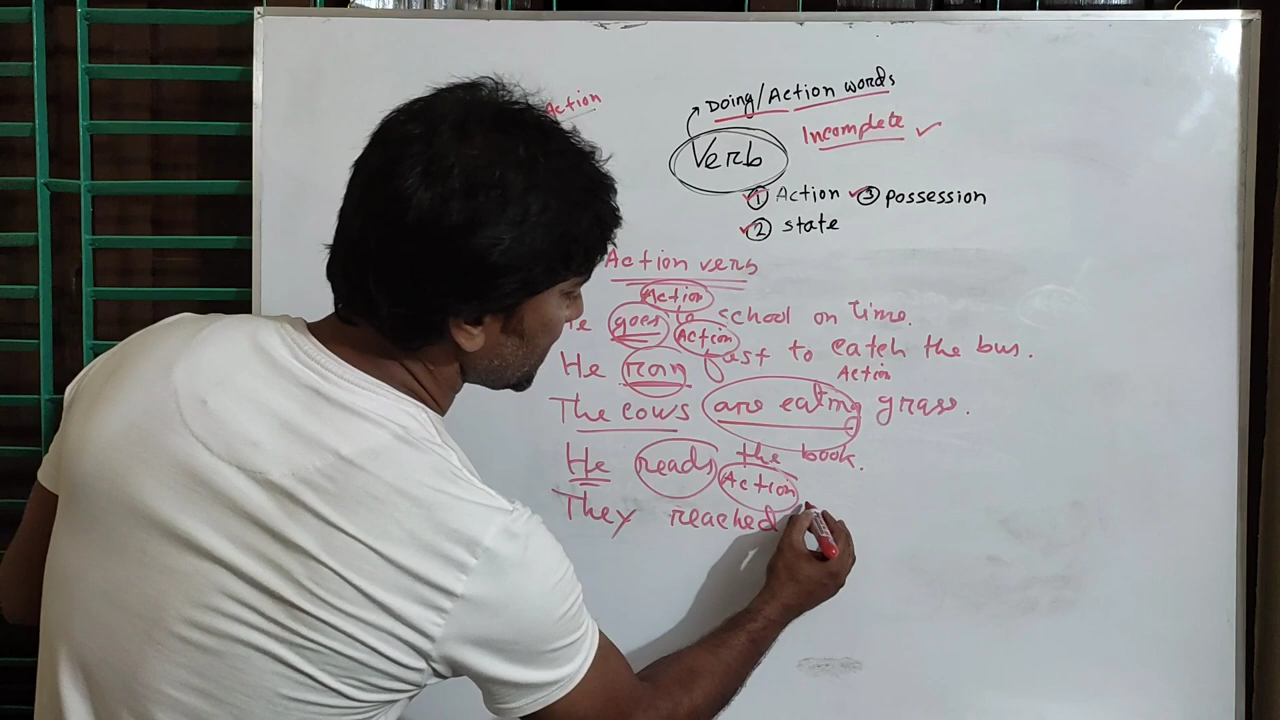 Action
Doing/Action words
Incomplete ✓
Verb
① Action ③ possession
② state
Action verb
Action
He goes to school on time.
Action
He ran fast to catch the bus.
Action
The cows are eating grass.
He reads the book.
Action
They reached